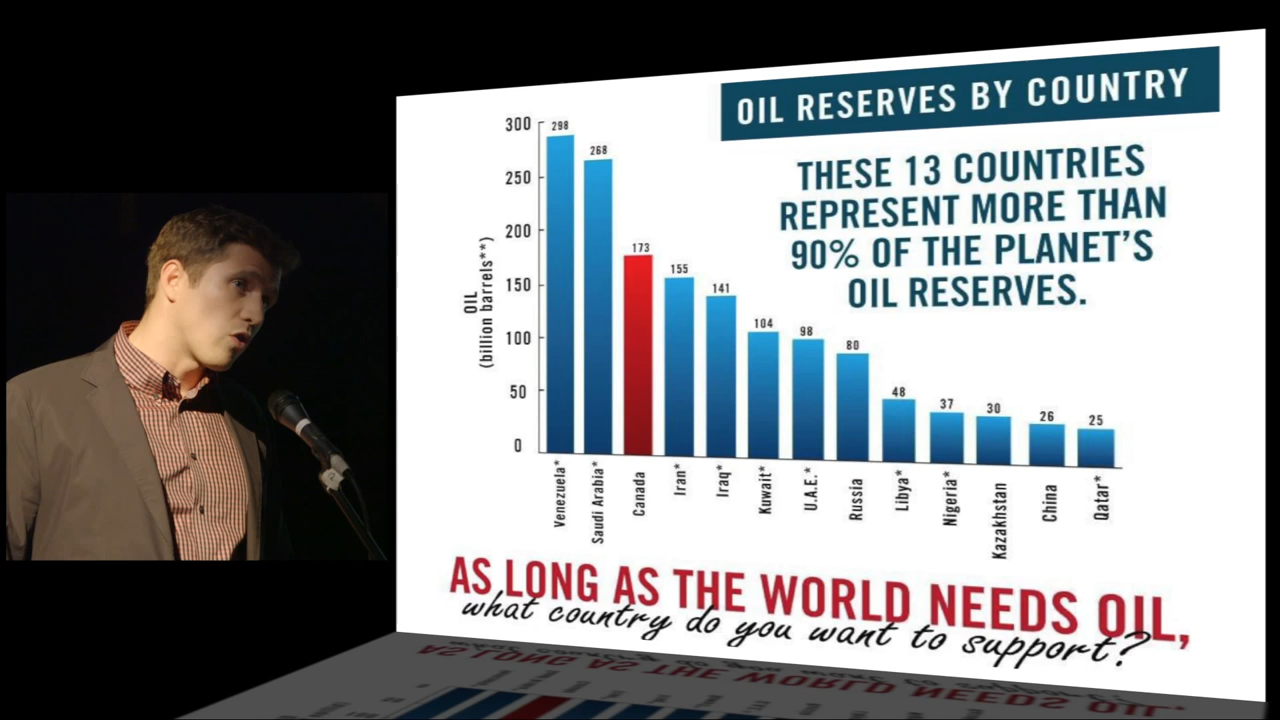 OIL RESERVES BY COUNTRY
THESE 13 COUNTRIES
REPRESENT MORE THAN
90% OF THE PLANET'S
OIL RESERVES.
OIL
(billion barrels**)
300
250
200
150
100
50
0
298
268
173
155
141
104
98
80
48
37
30
26
25
Venezuela*
Saudi Arabia*
Canada
Iran*
Iraq*
Kuwait*
U.A.E.*
Russia
Libya*
Nigeria*
Kazakhstan
China
Qatar*
AS LONG AS THE WORLD NEEDS OIL,
what country do you want to support?